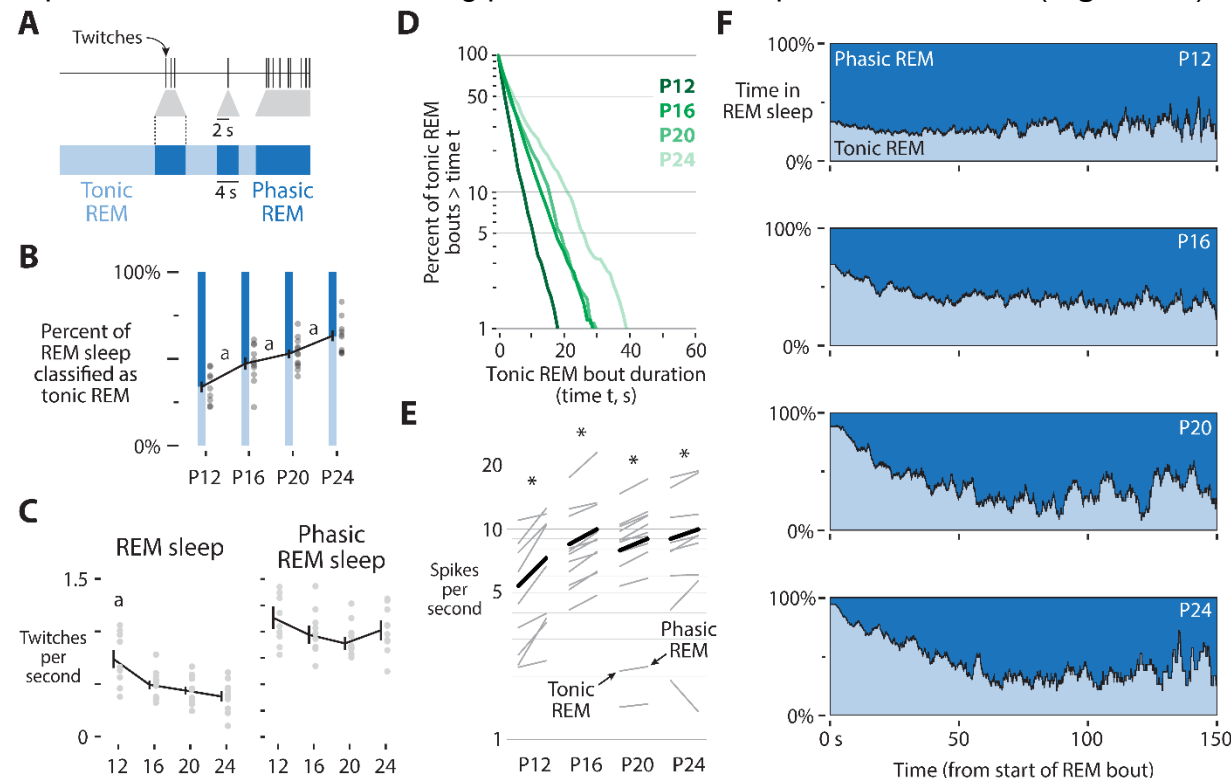 A
Twitches
2 s
4 s
Tonic
REM
Phasic
REM
B
100%
Percent of
REM sleep
classified as
tonic REM
a
a
a
0%
P12 P16 P20 P24
C
REM sleep
Phasic
REM sleep
1.5
a
Twitches
per
second
0
12 16 20 24
12 16 20 24
D
100
50
10
5
1
Percent of tonic REM
bouts > time t
P12
P16
P20
P24
0 20 40 60
Tonic REM bout duration
(time t, s)
E
20
* * * *
10
Spikes
per
second
5
Phasic
REM
Tonic
REM
1
P12 P16 P20 P24
F
100%
Phasic REM
P12
Time in
REM sleep
Tonic REM
0%
100%
P16
0%
100%
P20
0%
100%
P24
0%
0 s 50 100 150
Time (from start of REM bout)